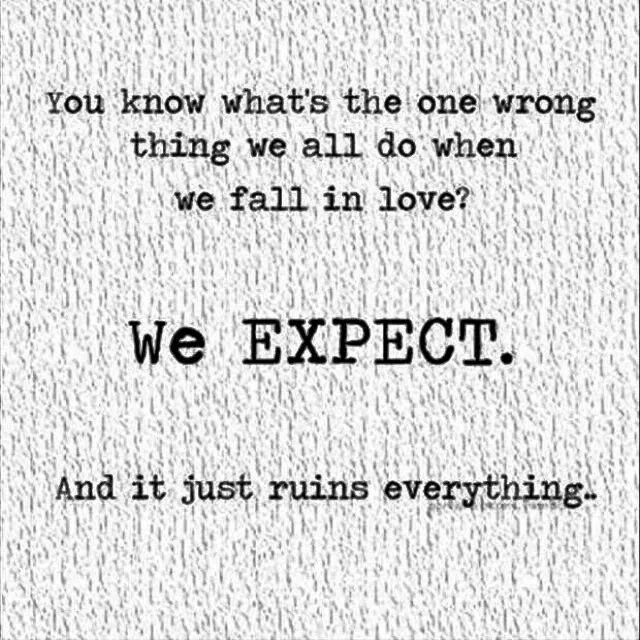 You know what's the one wrong
thing we all do when
we fall in love?
We EXPECT.
And it just ruins everything..